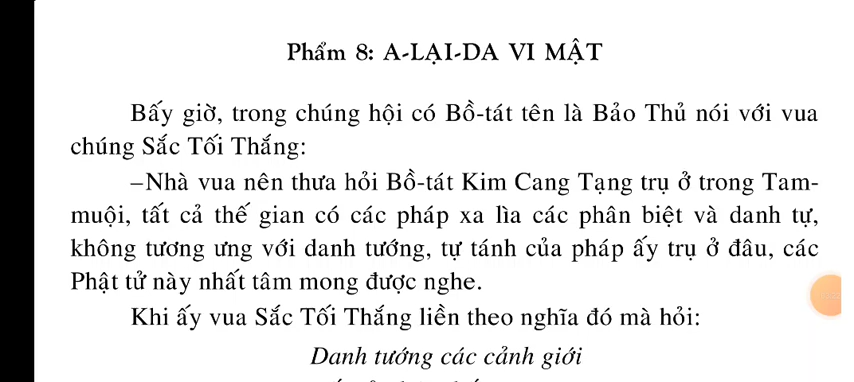 Phẩm 8: A-LẠI-DA VI MẬT
Bấy giờ, trong chúng hội có Bồ-tát tên là Bảo Thủ nói với vua
chúng Sắc Tối Thắng:
–Nhà vua nên thưa hỏi Bồ-tát Kim Cang Tạng trụ ở trong Tam-
muội, tất cả thế gian có các pháp xa lìa các phân biệt và danh tự,
không tương ưng với danh tướng, tự tánh của pháp ấy trụ ở đâu, các
Phật tử này nhất tâm mong được nghe.
Khi ấy vua Sắc Tối Thắng liền theo nghĩa đó mà hỏi:
Danh tướng các cảnh giới